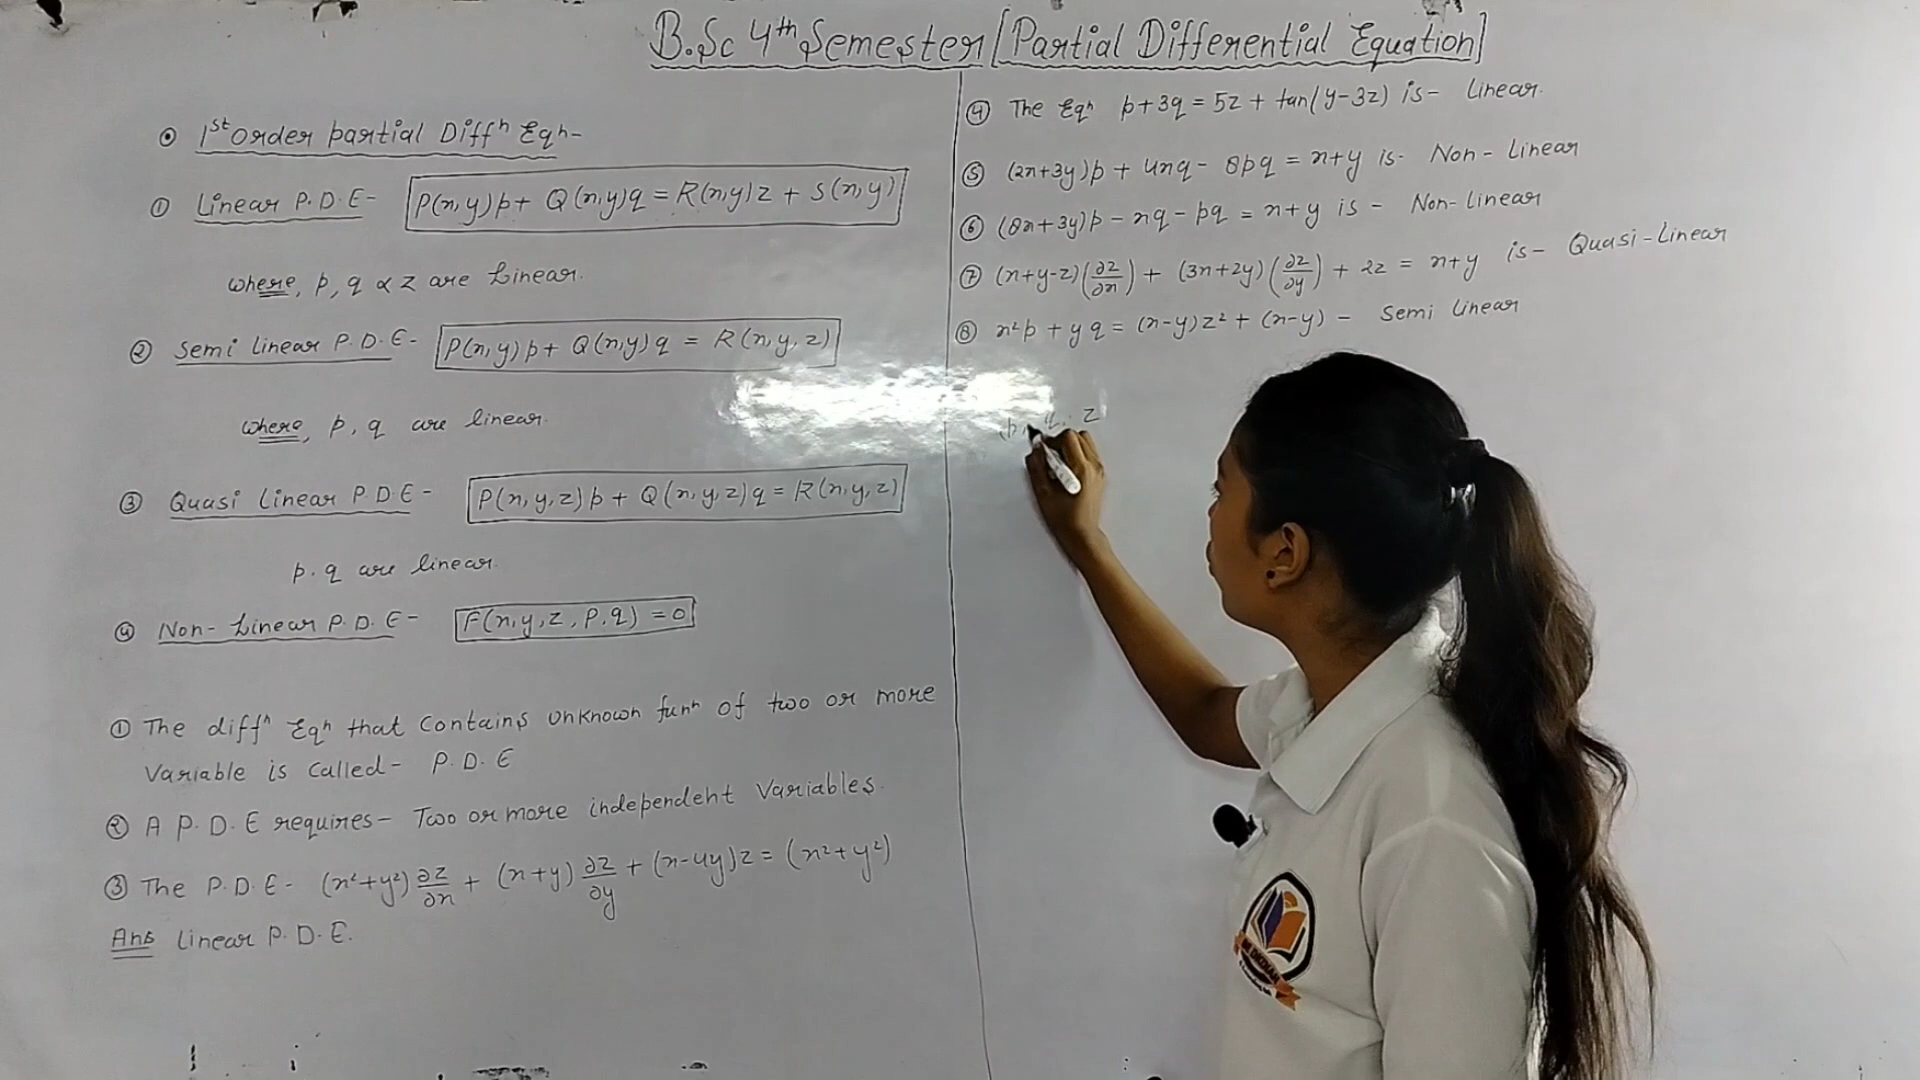 B.Sc 4th Semester [Partial Differential Equation]
⊙ 1st Order partial Diffn Eqn-
① Linear P.D.E- P(x,y)p + Q(x,y)q = R(x,y)z + S(x,y)
where, p, q & z are Linear.
② Semi linear P.D.E- P(x,y)p + Q(x,y)q = R(x,y,z)
where, p, q are linear.
③ Quasi Linear P.D.E- P(x,y,z)p + Q(x,y,z)q = R(x,y,z)
p.q are linear.
④ Non-Linear P.D.E- F(x,y,z,p,q) = 0
① The diffn Eqn that Contains Unknown funn of two or more
Variable is Called- P.D.E
② A P.D.E requires- Two or more independent Variables.
③ The P.D.E- (x²+y²) ∂z/∂x + (x+y) ∂z/∂y + (x-4y)z = (x²+y²)
Ans Linear P.D.E.
④ The Eqn p+3q = 5z + tan(y-3z) is- Linear.
⑤ (2x+3y)p + 4xq - 8pq = x+y is- Non-Linear
⑥ (8x+3y)p - xq - pq = x+y is- Non-Linear
⑦ (x+y-z)(∂z/∂x) + (3x+2y)(∂z/∂y) + 2z = x+y is- Quasi-Linear
⑧ x²p + yq = (x-y)z² + (x-y) - Semi Linear
p, q, z